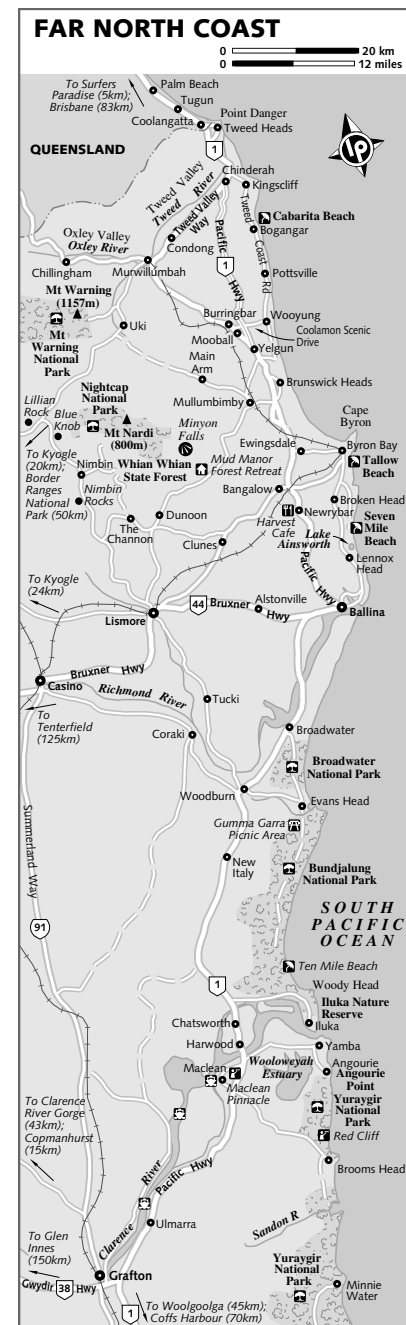 FAR NORTH COAST
0 20 km
0 12 miles
To Surfers
Paradise (5km);
Brisbane (83km)
Palm Beach
Tugun
Coolangatta
Point Danger
Tweed Heads
QUEENSLAND
1
lp
Chinderah
Kingscliff
Tweed Valley
Tweed River
Tweed Valley
Way
Cabarita Beach
Bogangar
Oxley Valley
Oxley River
Condong
Pacific
Hwy
1
Tweed
Coast
Rd
Chillingham
Murwillumbah
Pottsville
Mt Warning
(1157m)
Mt
Warning
National
Park
Uki
Burringbar
Wooyung
Mooball
Coolamon Scenic
Drive
Yelgun
Main
Arm
Brunswick Heads
Nightcap
National
Park
Mullumbimby
Lillian
Rock
Blue
Knob
Mt Nardi
(800m)
Minyon
Falls
Cape
Byron
Ewingsdale
Byron Bay
To Kyogle
(20km);
Border
Ranges
National
Park (50km)
Nimbin
Whian Whian
State Forest
Mud Manor
Forest Retreat
Tallow
Beach
Nimbin
Rocks
Bangalow
Broken Head
Newrybar
Harvest
Cafe
Seven
Mile
Beach
The
Channon
Dunoon
Clunes
Lake
Ainsworth
Lennox
Head
To Kyogle
(24km)
Pacific
Hwy
44
Bruxner
Hwy
Alstonville
Lismore
Ballina
Bruxner Hwy
Casino
Richmond River
Tucki
To
Tenterfield
(125km)
Coraki
Broadwater
Broadwater
National Park
Woodburn
Evans Head
Gumma Garra
Picnic Area
Summerland Way
New
Italy
Bundjalung
National Park
SOUTH
PACIFIC
OCEAN
91
Ten Mile Beach
1
Woody Head
Iluka Nature
Reserve
Chatsworth
Iluka
Harwood
Yamba
Wooloweyah
Estuary
Maclean
Maclean
Pinnacle
Angourie
Angourie
Point
Yuraygir
National
Park
Red Cliff
To Clarence
River Gorge
(43km);
Copmanhurst
(15km)
Brooms Head
Clarence River
Pacific Hwy
Sandon R
Ulmarra
To Glen
Innes
(150km)
Yuraygir
National
Park
Grafton
Minnie
Water
Gwydir
38
Hwy
1
To Woolgoolga (45km);
Coffs Harbour (70km)